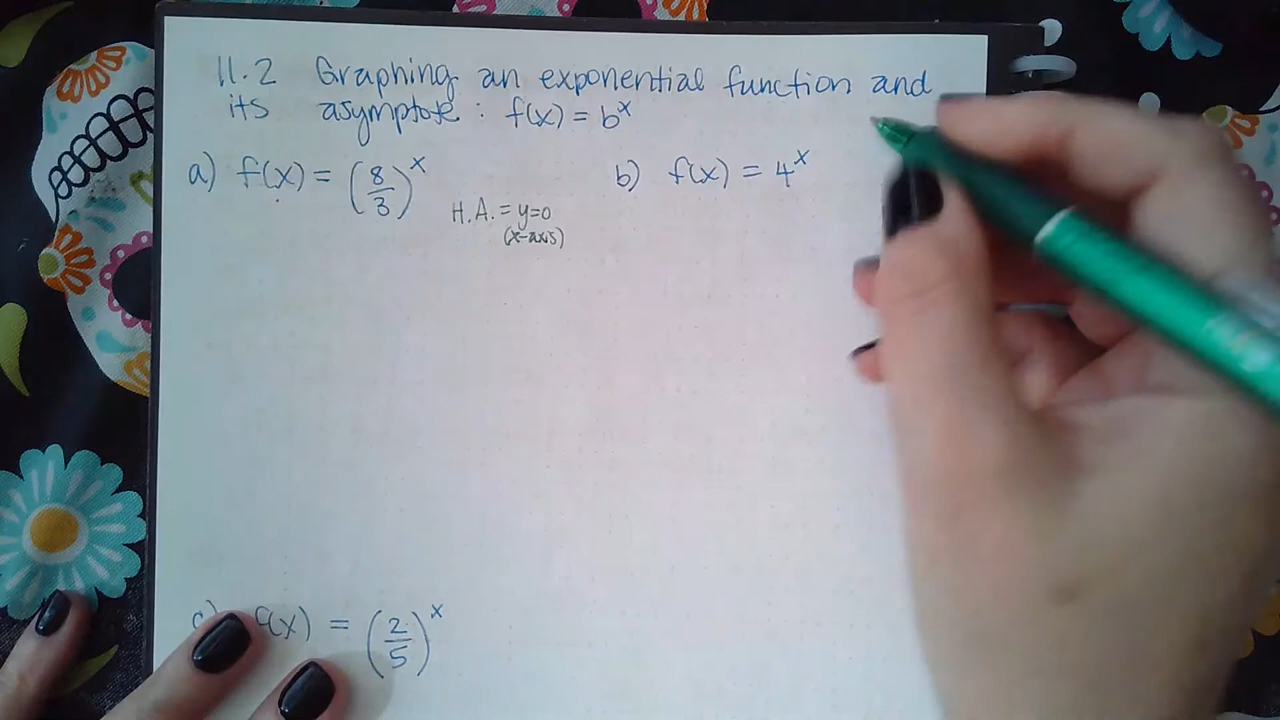 11.2 Graphing an exponential function and
its asymptote : f(x) = b^x
a) f(x) = (8/3)^x
H.A. = y=0
(x-axis)
b) f(x) = 4^x
c) f(x) = (2/5)^x